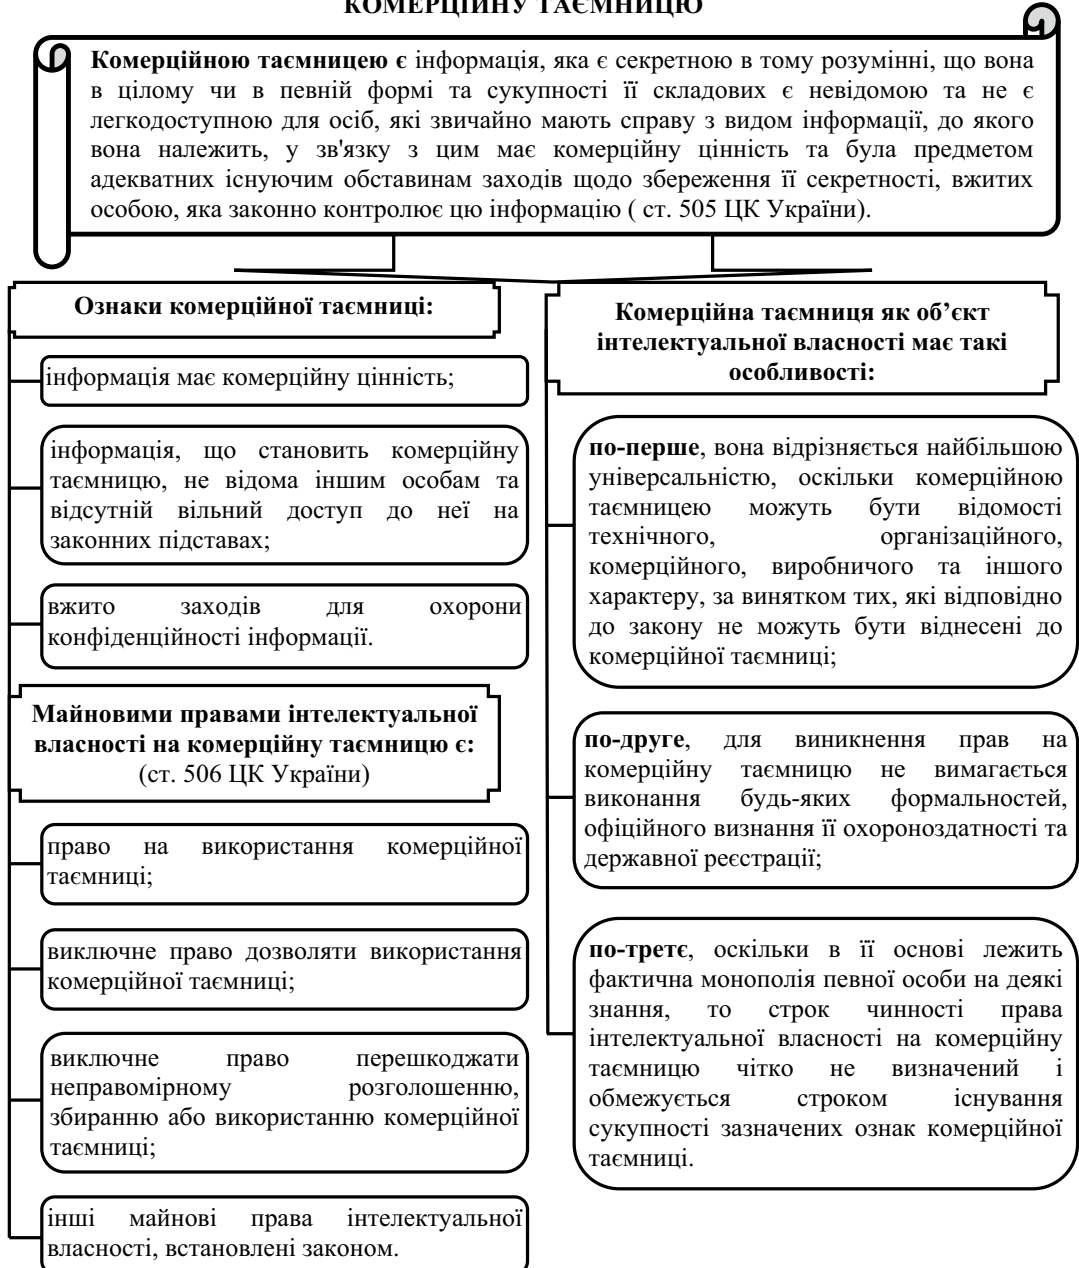 КОМЕРЦІЙНУ ТАЄМНИЦЮ
Комерційною таємницею є інформація, яка є секретною в тому розумінні, що вона
в цілому чи в певній формі та сукупності її складових є невідомою та не є
легкодоступною для осіб, які звичайно мають справу з видом інформації, до якого
вона належить, у зв'язку з цим має комерційну цінність та була предметом
адекватних існуючим обставинам заходів щодо збереження її секретності, вжитих
особою, яка законно контролює цю інформацію ( ст. 505 ЦК України).
Ознаки комерційної таємниці:
інформація має комерційну цінність;
інформація, що становить комерційну
таємницю, не відома іншим особам та
відсутній вільний доступ до неї на
законних підставах;
вжито заходів для охорони
конфіденційності інформації.
Майновими правами інтелектуальної
власності на комерційну таємницю є:
(ст. 506 ЦК України)
право на використання комерційної
таємниці;
виключне право дозволяти використання
комерційної таємниці;
виключне право перешкоджати
неправомірному розголошенню,
збиранню або використанню комерційної
таємниці;
інші майнові права інтелектуальної
власності, встановлені законом.
Комерційна таємниця як об’єкт
інтелектуальної власності має такі
особливості:
по-перше, вона відрізняється найбільшою
універсальністю, оскільки комерційною
таємницею можуть бути відомості
технічного, організаційного,
комерційного, виробничого та іншого
характеру, за винятком тих, які відповідно
до закону не можуть бути віднесені до
комерційної таємниці;
по-друге, для виникнення прав на
комерційну таємницю не вимагається
виконання будь-яких формальностей,
офіційного визнання її охороноздатності та
державної реєстрації;
по-третє, оскільки в її основі лежить
фактична монополія певної особи на деякі
знання, то строк чинності права
інтелектуальної власності на комерційну
таємницю чітко не визначений і
обмежується строком існування
сукупності зазначених ознак комерційної
таємниці.